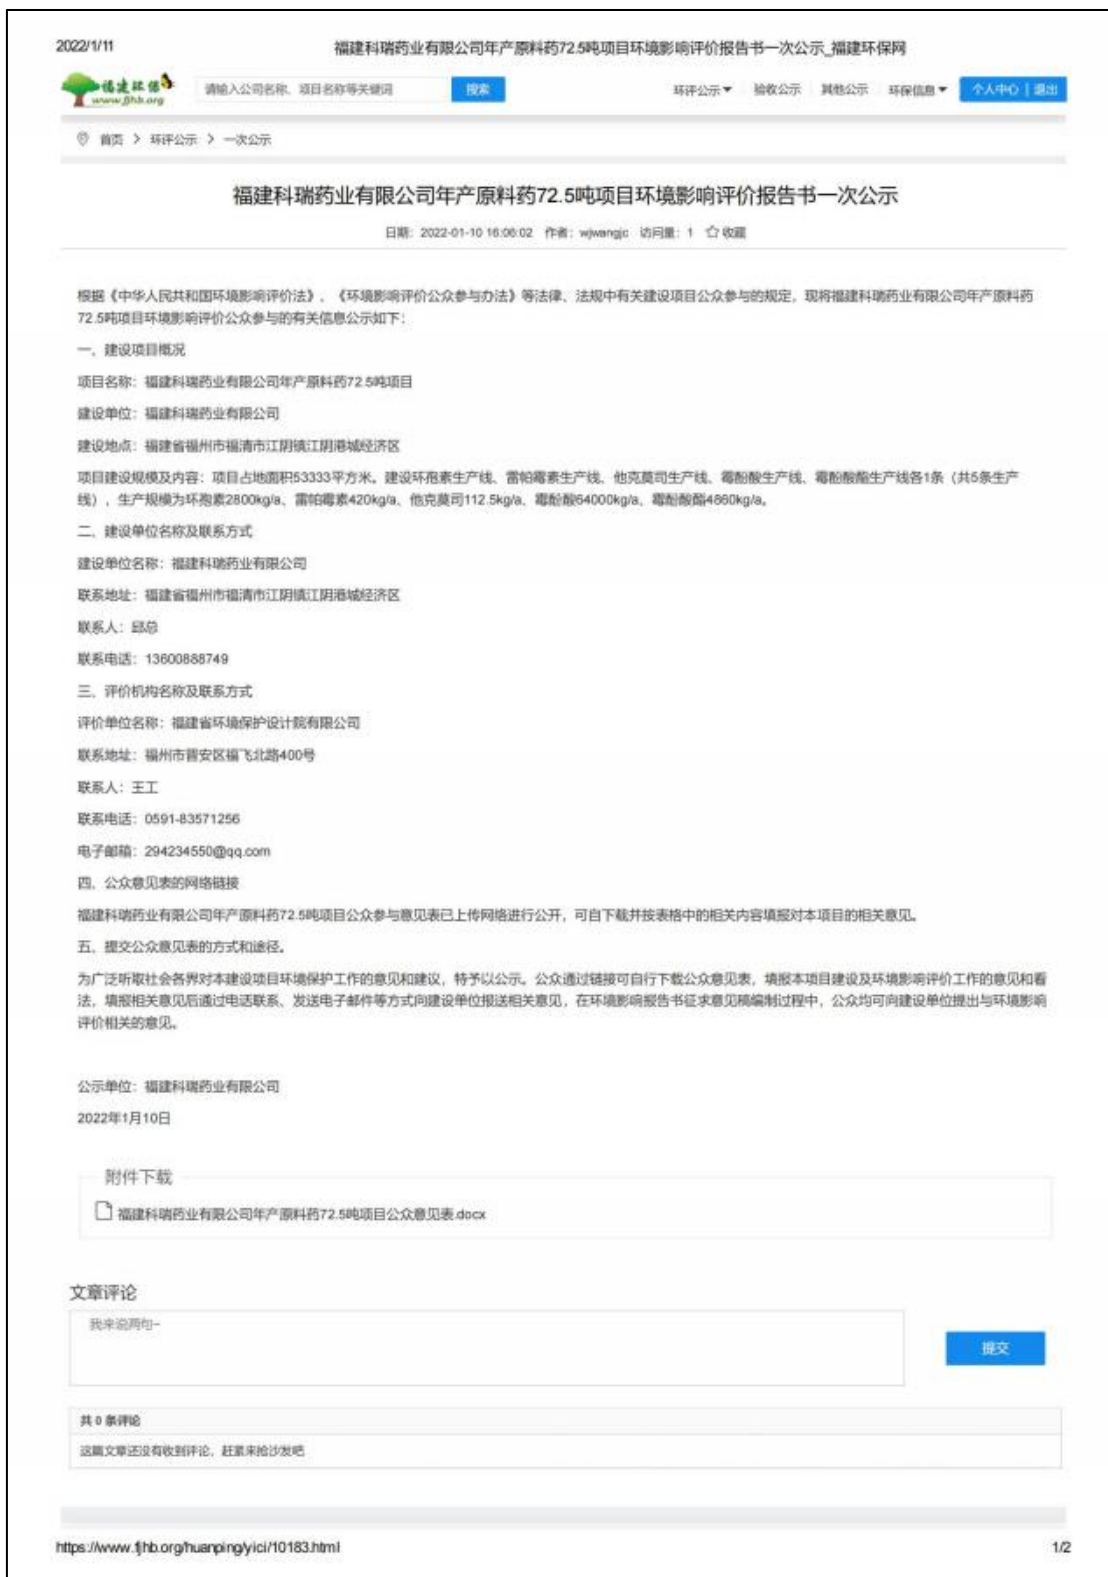 2022/1/11
福建科瑞药业有限公司年产原料药72.5吨项目环境影响评价报告书一次公示_福建环保网
福建环保
www.fjhb.org
请输入公司名称、项目名称等关键词
搜索
环评公示▼ 验收公示 其他公示 环保信息▼ 个人中心 | 退出
首页 > 环评公示 > 一次公示
福建科瑞药业有限公司年产原料药72.5吨项目环境影响评价报告书一次公示
日期：2022-01-10 16:06:02 作者：wjwangjc 访问量：1 收藏
根据《中华人民共和国环境影响评价法》、《环境影响评价公众参与办法》等法律、法规中有关建设项目公众参与的规定，现将福建科瑞药业有限公司年产原料药
72.5吨项目环境影响评价公众参与的有关信息公示如下：
一、建设项目概况
项目名称：福建科瑞药业有限公司年产原料药72.5吨项目
建设单位：福建科瑞药业有限公司
建设地点：福建省福州市福清市江阴镇江阴港城经济区
项目建设规模及内容：项目占地面积53333平方米。建设环孢素生产线、雷帕霉素生产线、他克莫司生产线、霉酚酸生产线、霉酚酸酯生产线各1条（共5条生产
线），生产规模为环孢素2800kg/a、雷帕霉素420kg/a、他克莫司112.5kg/a、霉酚酸64000kg/a、霉酚酸酯4860kg/a。
二、建设单位名称及联系方式
建设单位名称：福建科瑞药业有限公司
联系地址：福建省福州市福清市江阴镇江阴港城经济区
联系人：邱总
联系电话：13600888749
三、评价机构名称及联系方式
评价单位名称：福建省环境保护设计院有限公司
联系地址：福州市晋安区福飞北路400号
联系人：王工
联系电话：0591-83571256
电子邮箱：294234550@qq.com
四、公众意见表的网络链接
福建科瑞药业有限公司年产原料药72.5吨项目公众参与意见表已上传网络进行公开，可自下载并按表格中的相关内容填报对本项目的相关意见。
五、提交公众意见表的方式和途径。
为广泛听取社会各界对本建设项目环境保护工作的意见和建议，特予以公示。公众通过链接可自行下载公众意见表，填报本项目建设及环境影响评价工作的意见和看
法，填报相关意见后通过电话联系、发送电子邮件等方式向建设单位报送相关意见，在环境影响报告书征求意见稿编制过程中，公众均可向建设单位提出与环境影响
评价相关的意见。
公示单位：福建科瑞药业有限公司
2022年1月10日
附件下载
福建科瑞药业有限公司年产原料药72.5吨项目公众意见表.docx
文章评论
我来说两句~
提交
共 0 条评论
这篇文章还没有收到评论，赶紧来抢沙发吧
https://www.fjhb.org/huanping/yici/10183.html
1/2